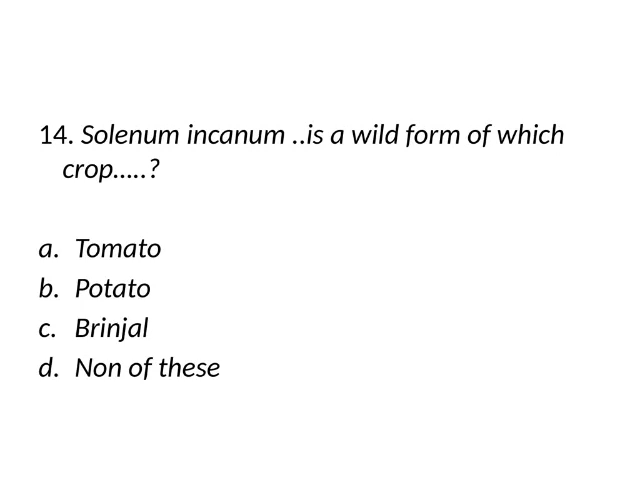 14. Solenum incanum ..is a wild form of which
crop.....?
a. Tomato
b. Potato
c. Brinjal
d. Non of these